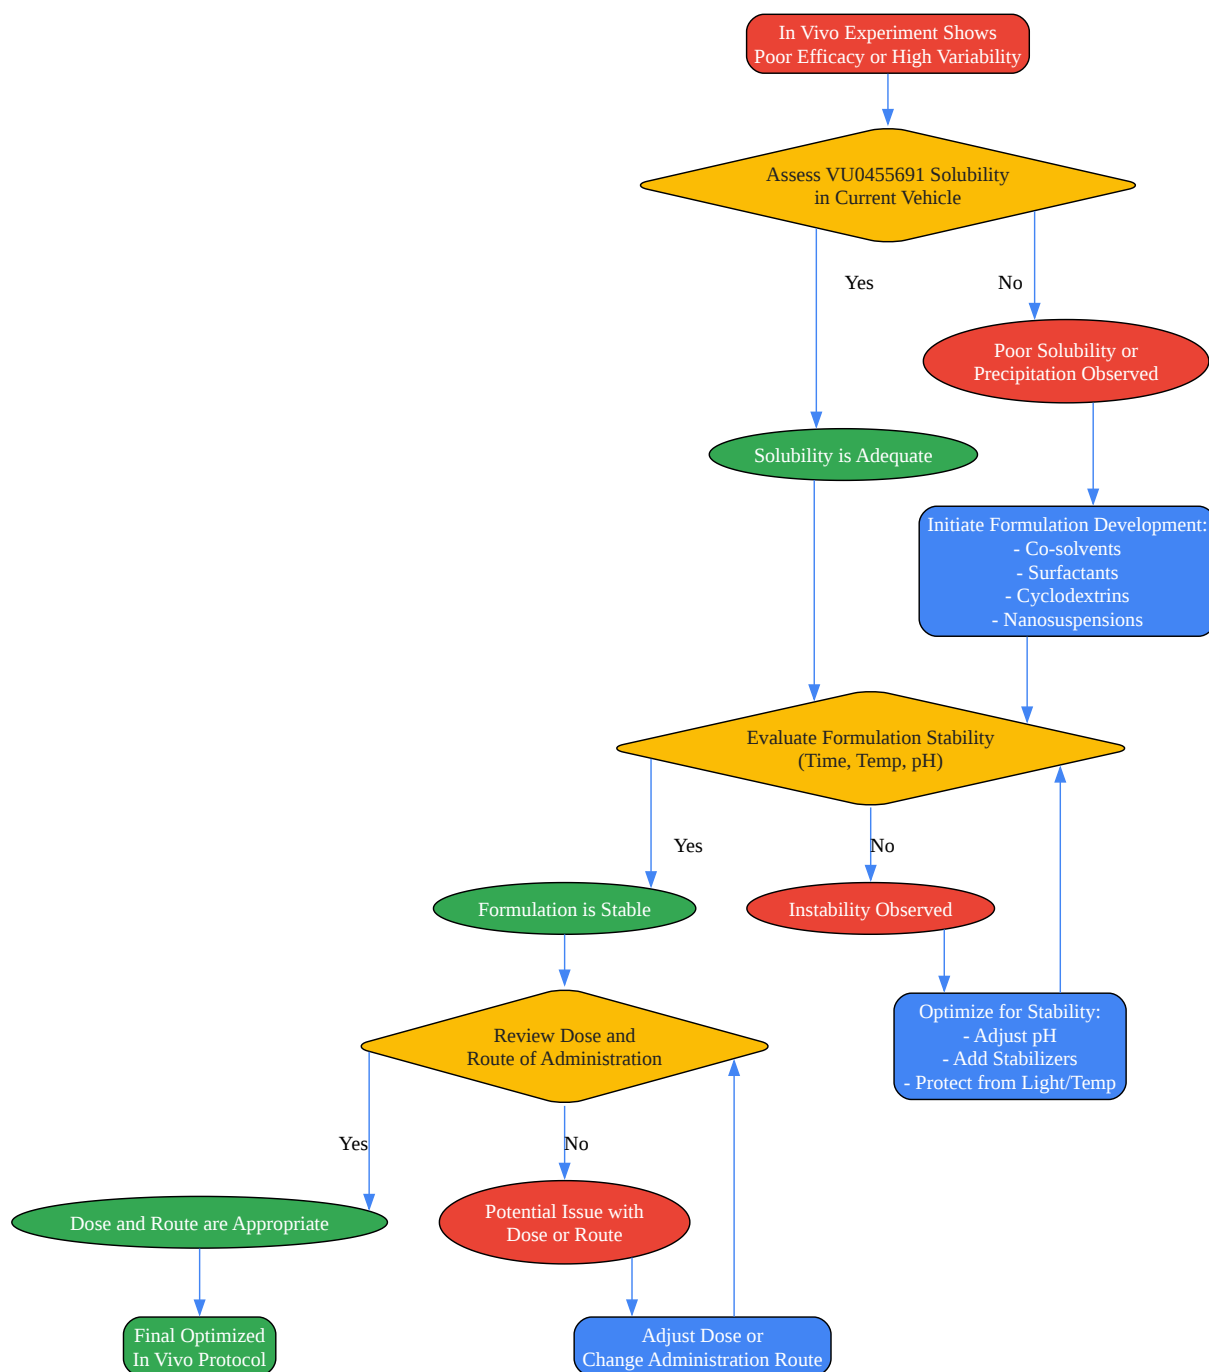 In Vivo Experiment Shows
Poor Efficacy or High Variability
Assess VU0455691 Solubility
in Current Vehicle
Yes
No
Poor Solubility or
Precipitation Observed
Solubility is Adequate
Initiate Formulation Development:
- Co-solvents
- Surfactants
- Cyclodextrins
- Nanosuspensions
Evaluate Formulation Stability
(Time, Temp, pH)
Yes
No
Formulation is Stable
Instability Observed
Optimize for Stability:
- Adjust pH
- Add Stabilizers
- Protect from Light/Temp
Review Dose and
Route of Administration
Yes
No
Dose and Route are Appropriate
Potential Issue with
Dose or Route
Final Optimized
In Vivo Protocol
Adjust Dose or
Change Administration Route